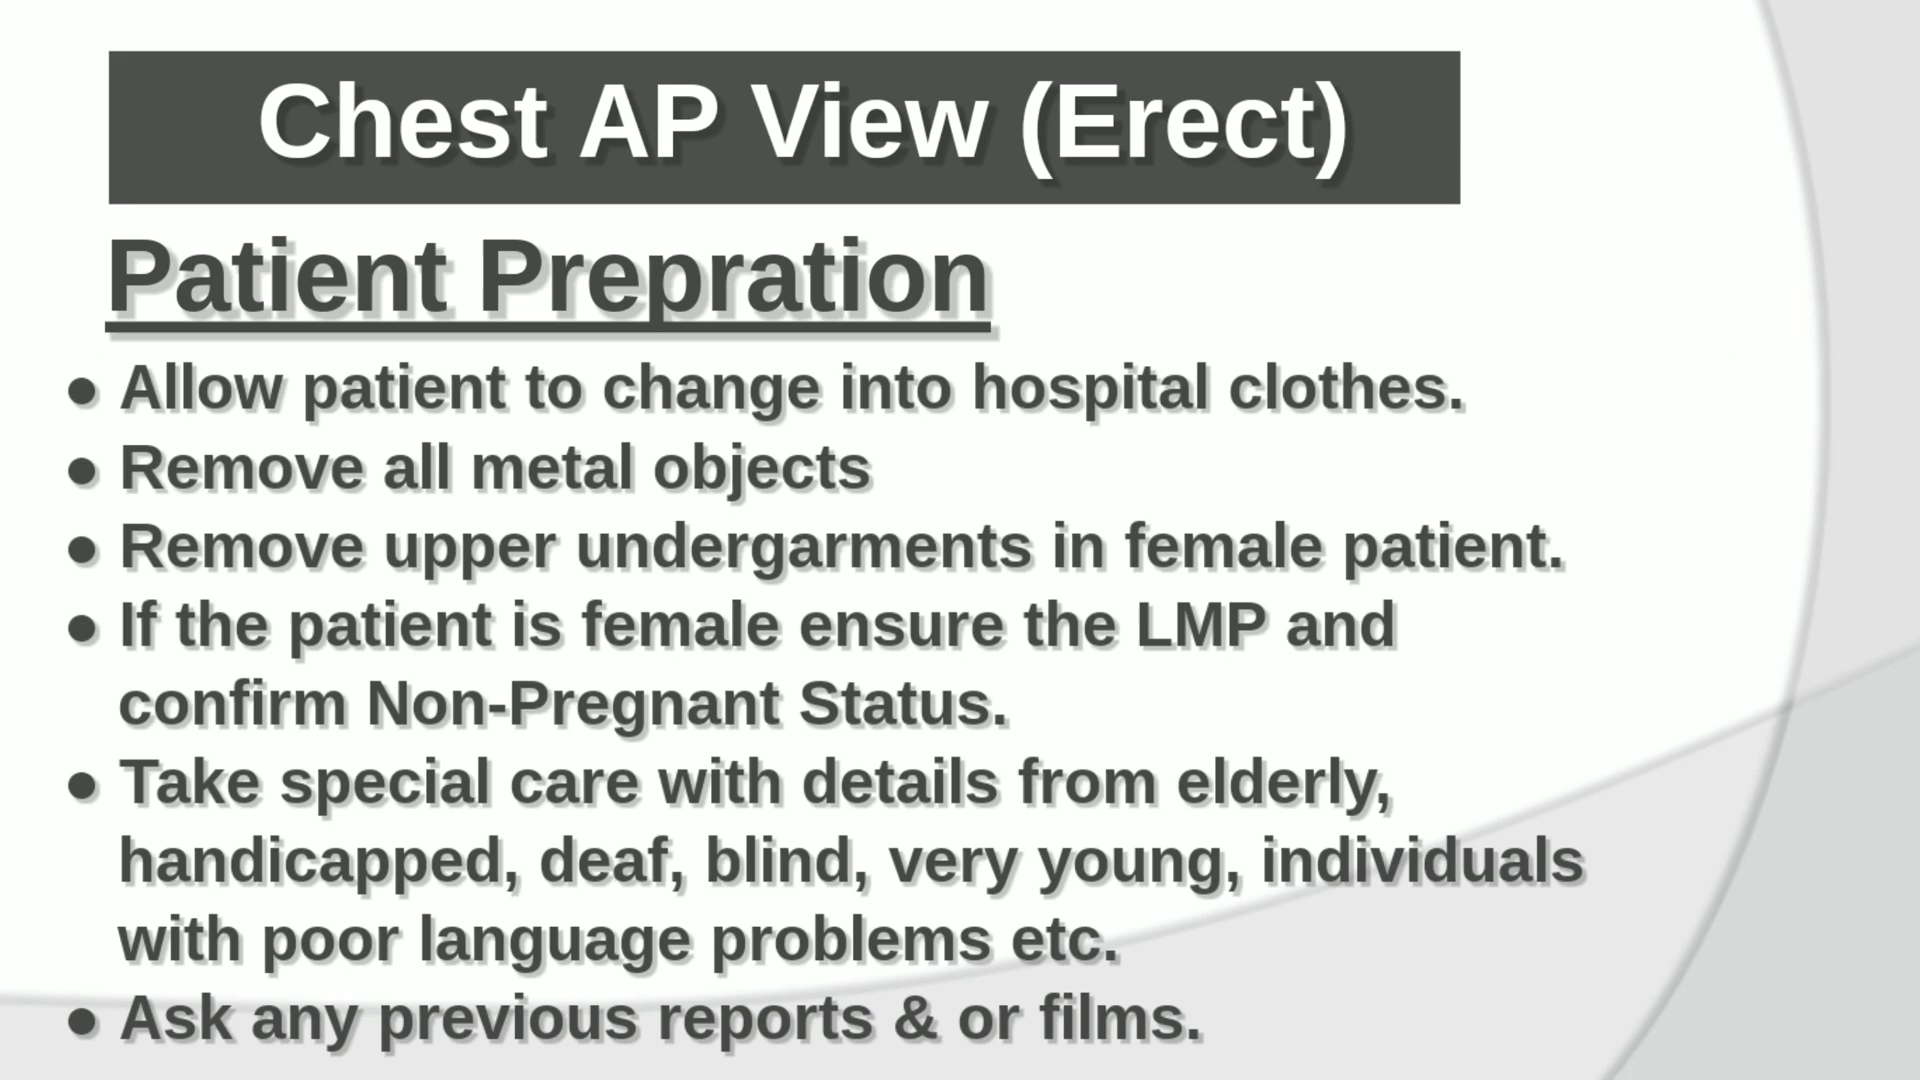 Chest AP View (Erect)
Patient Prepration
● Allow patient to change into hospital clothes.
● Remove all metal objects
● Remove upper undergarments in female patient.
● If the patient is female ensure the LMP and
confirm Non-Pregnant Status.
● Take special care with details from elderly,
handicapped, deaf, blind, very young, individuals
with poor language problems etc.
● Ask any previous reports & or films.